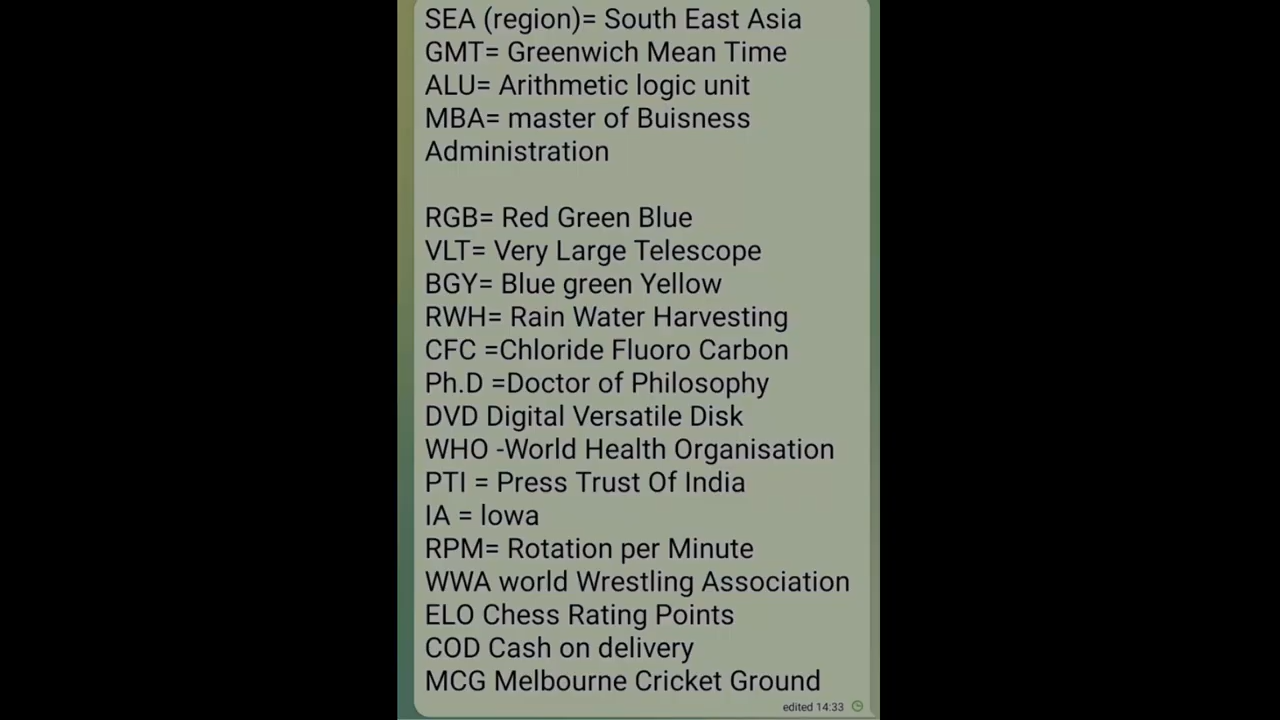 SEA (region)= South East Asia
GMT= Greenwich Mean Time
ALU= Arithmetic logic unit
MBA= master of Buisness
Administration
RGB= Red Green Blue
VLT= Very Large Telescope
BGY= Blue green Yellow
RWH= Rain Water Harvesting
CFC =Chloride Fluoro Carbon
Ph.D =Doctor of Philosophy
DVD Digital Versatile Disk
WHO -World Health Organisation
PTI = Press Trust Of India
IA = Iowa
RPM= Rotation per Minute
WWA world Wrestling Association
ELO Chess Rating Points
COD Cash on delivery
MCG Melbourne Cricket Ground
edited 14:33